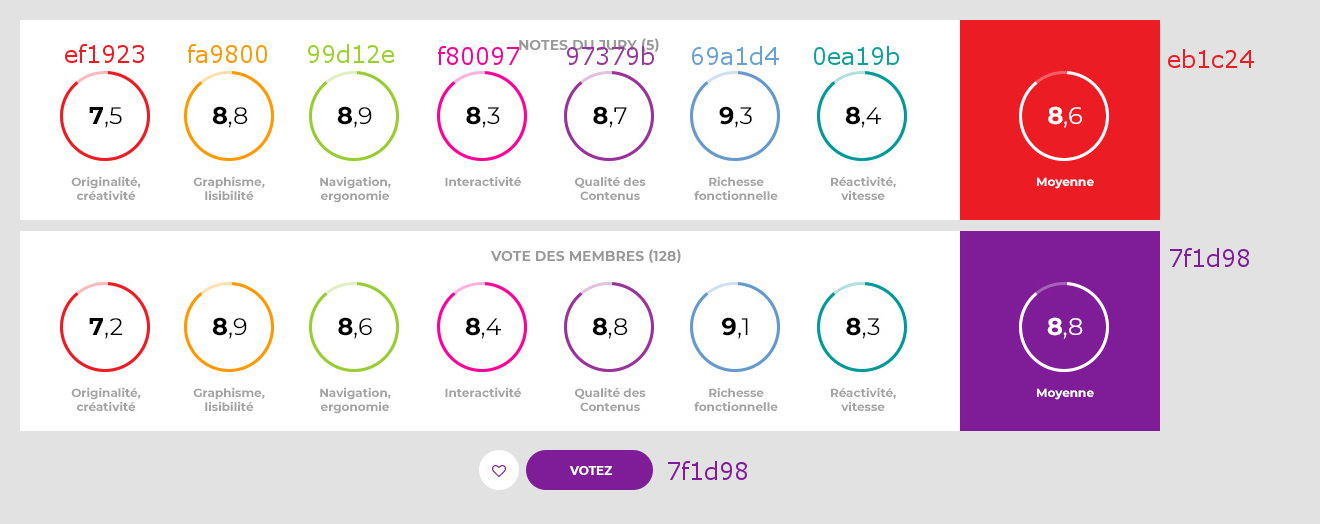 NOTES DU JURY (5)
ef1923 fa9800 99d12e f80097 97379b 69a1d4 0ea19b eb1c24
7,5 8,8 8,9 8,3 8,7 9,3 8,4 8,6
Originalité, Graphisme, Navigation, Interactivité Qualité des Richesse Réactivité, Moyenne
créativité lisibilité ergonomie Contenus fonctionnelle vitesse
VOTE DES MEMBRES (128)
7f1d98
7,2 8,9 8,6 8,4 8,8 9,1 8,3 8,8
Originalité, Graphisme, Navigation, Interactivité Qualité des Richesse Réactivité, Moyenne
créativité lisibilité ergonomie Contenus fonctionnelle vitesse
VOTEZ 7f1d98